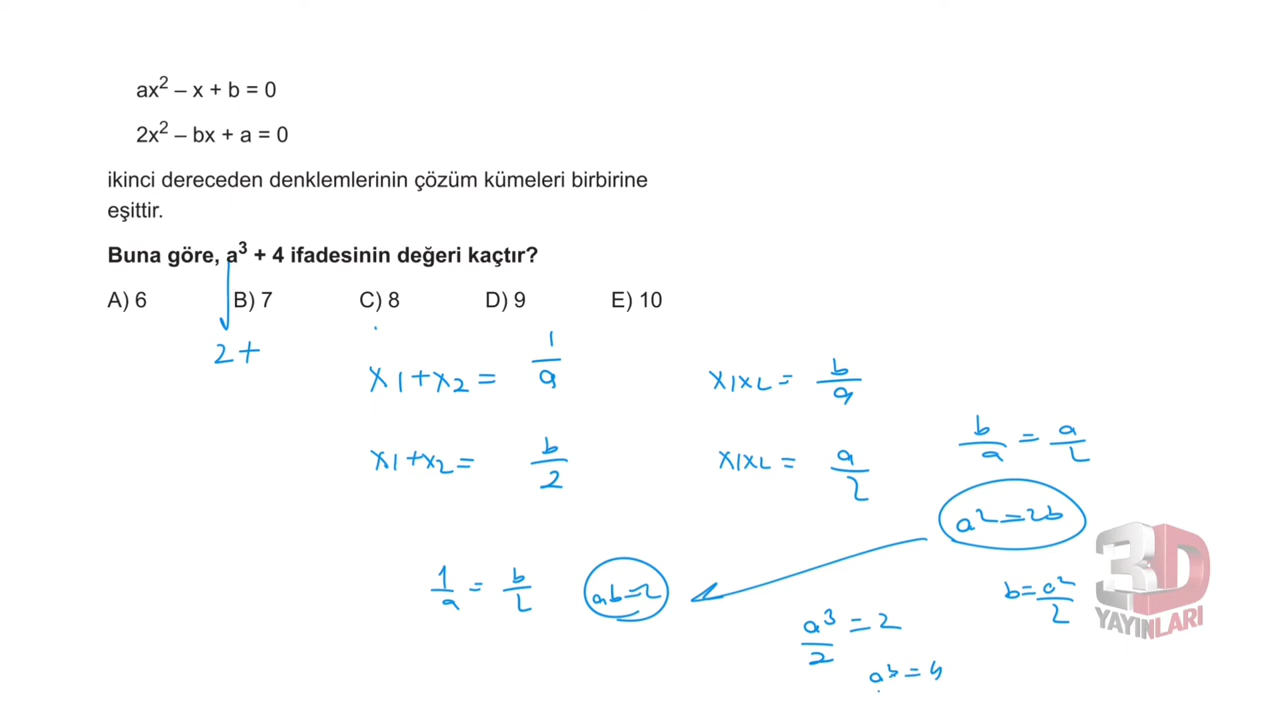 ax² – x + b = 0
2x² – bx + a = 0
ikinci dereceden denklemlerinin çözüm kümeleri birbirine
eşittir.
Buna göre, a³ + 4 ifadesinin değeri kaçtır?
A) 6 B) 7 C) 8 D) 9 E) 10
2 +
x1 + x2 = 1/a
x1x2 = b/a
x1 + x2 = b/2
x1x2 = a/2
b/a = a/2
a² = 2b
1/a = b/2
ab = 2
b = a²/2
a³/2 = 2
a³ = 4
3D
YAYINLARI